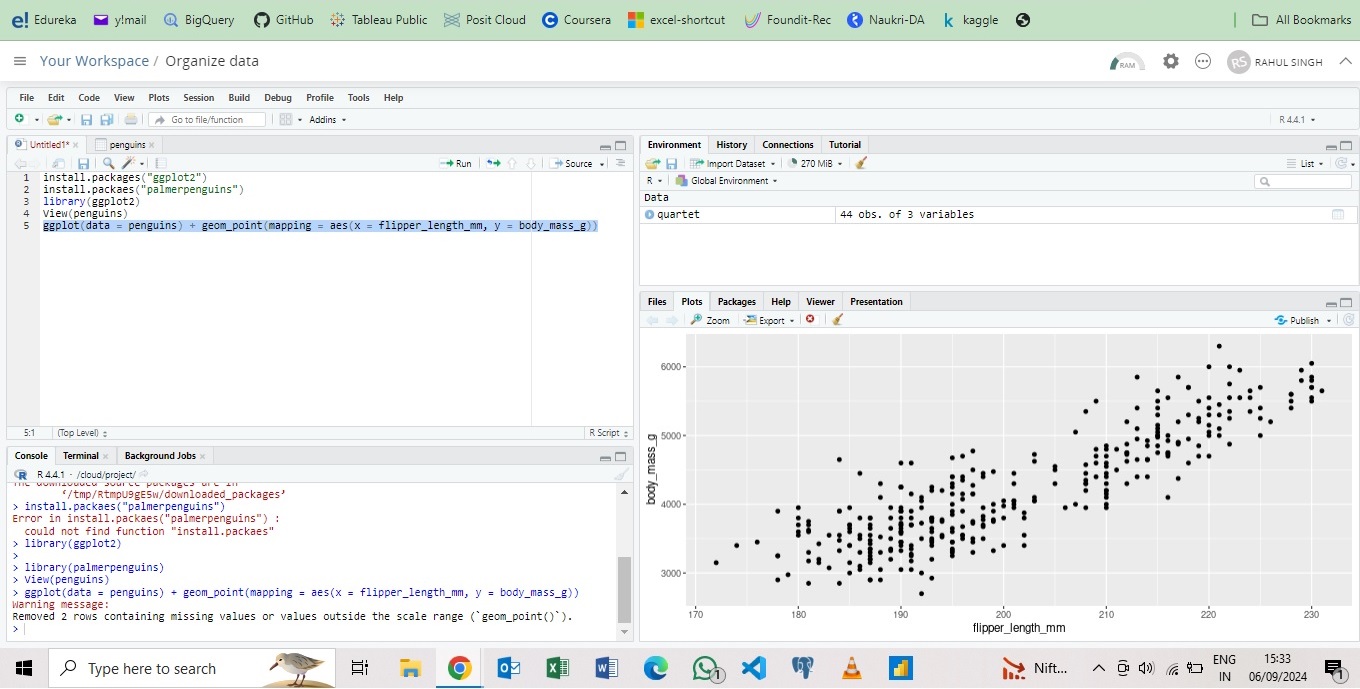 Edureka y!mail BigQuery GitHub Tableau Public Posit Cloud Coursera excel-shortcut Foundit-Rec Naukri-DA kaggle All Bookmarks
Your Workspace / Organize data
RAM RS RAHUL SINGH
File Edit Code View Plots Session Build Debug Profile Tools Help
Go to file/function Addins R 4.4.1
Untitled1* penguins
Run Source
1 install.packages("ggplot2")
2 install.packaes("palmerpenguins")
3 library(ggplot2)
4 View(penguins)
5 ggplot(data = penguins) + geom_point(mapping = aes(x = flipper_length_mm, y = body_mass_g))
5:1 (Top Level) R Script
Console Terminal Background Jobs
R 4.4.1 · /cloud/project/
The downloaded source packages are in
‘/tmp/RtmpU9gE5w/downloaded_packages’
> install.packaes("palmerpenguins")
Error in install.packaes("palmerpenguins") :
could not find function "install.packaes"
> library(ggplot2)
>
> library(palmerpenguins)
> View(penguins)
> ggplot(data = penguins) + geom_point(mapping = aes(x = flipper_length_mm, y = body_mass_g))
Warning message:
Removed 2 rows containing missing values or values outside the scale range (`geom_point()`).
>
Environment History Connections Tutorial
Import Dataset 270 MiB List
R Global Environment
Data
quartet 44 obs. of 3 variables
Files Plots Packages Help Viewer Presentation
Zoom Export Publish
6000
5000
4000
3000
body_mass_g
170 180 190 200 210 220 230
flipper_length_mm
Type here to search
1
Nift...
ENG
IN
15:33
06/09/2024
1